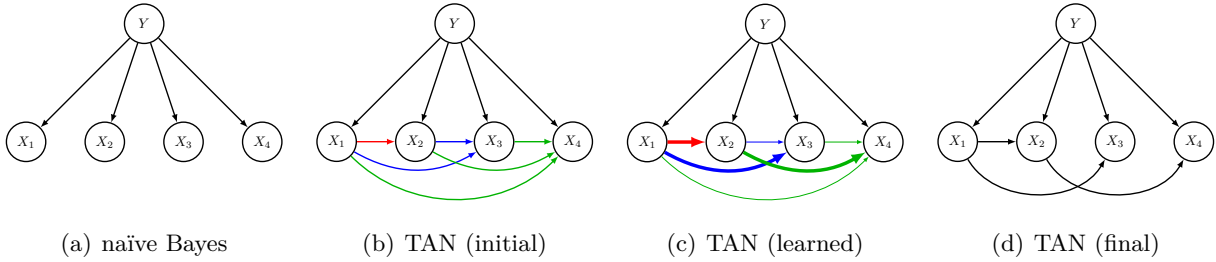 Y
X1 X2 X3 X4
(a) naïve Bayes
Y
X1 X2 X3 X4
(b) TAN (initial)
Y
X1 X2 X3 X4
(c) TAN (learned)
Y
X1 X2 X3 X4
(d) TAN (final)